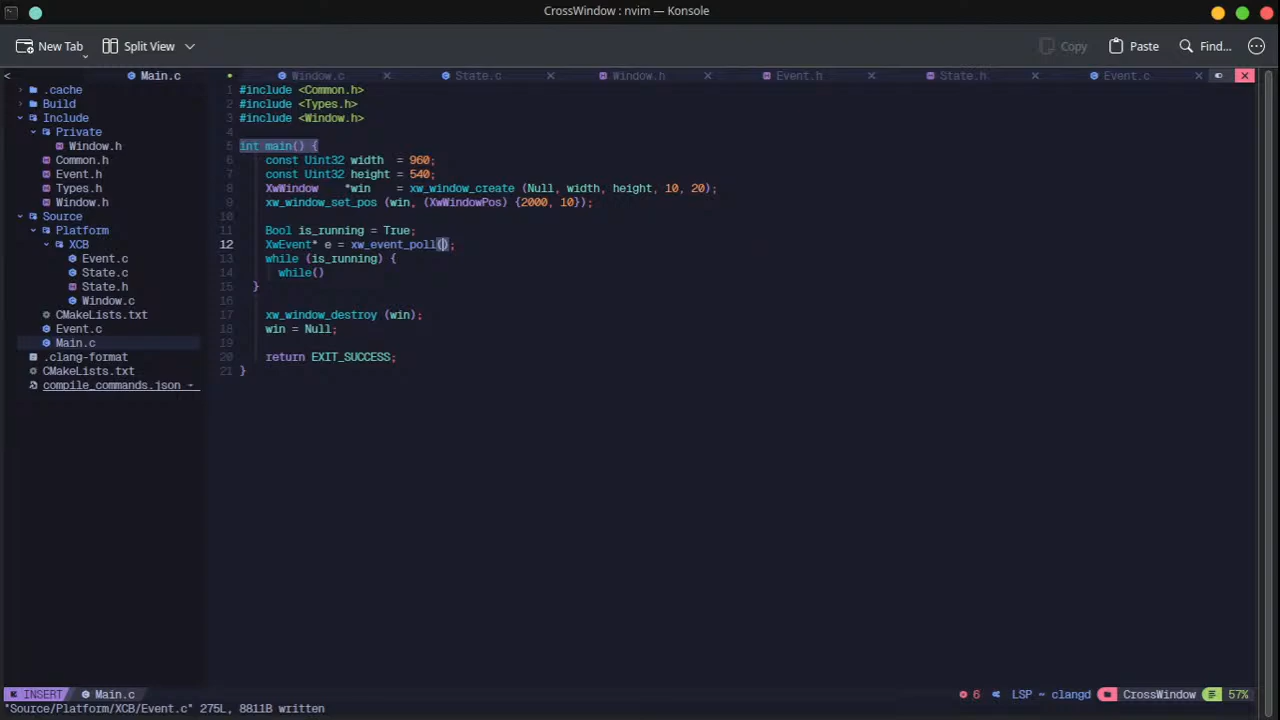 CrossWindow : nvim — Konsole
New Tab Split View Copy Paste Find...
< Main.c Window.c State.c Window.h Event.h State.h Event.c
.cache
Build
Include
Private
Window.h
Common.h
Event.h
Types.h
Window.h
Source
Platform
XCB
Event.c
State.c
State.h
Window.c
CMakeLists.txt
Event.c
Main.c
.clang-format
CMakeLists.txt
compile_commands.json
1 #include <Common.h>
2 #include <Types.h>
3 #include <Window.h>
4
5 int main() {
6 const Uint32 width = 960;
7 const Uint32 height = 540;
8 XwWindow *win = xw_window_create (Null, width, height, 10, 20);
9 xw_window_set_pos (win, (XwWindowPos) {2000, 10});
10
11 Bool is_running = True;
12 XwEvent* e = xw_event_poll();
13 while (is_running) {
14 while()
15 }
16
17 xw_window_destroy (win);
18 win = Null;
19
20 return EXIT_SUCCESS;
21 }
INSERT Main.c 6 LSP ~ clangd CrossWindow 57%
"Source/Platform/XCB/Event.c" 275L, 8811B written